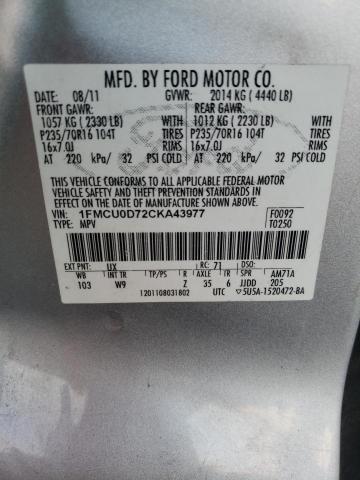 MFD. BY FORD MOTOR CO.
DATE: 08/11 GVWR: 2014 KG ( 4440 LB)
FRONT GAWR: REAR GAWR:
1057 KG ( 2330 LB) WITH 1012 KG ( 2230 LB) WITH
P235/70R16 104T TIRES P235/70R16 104T TIRES
16x7.0J RIMS 16x7.0J RIMS
AT 220 kPa/ 32 PSI COLD AT 220 kPa/ 32 PSI COLD
THIS VEHICLE CONFORMS TO ALL APPLICABLE FEDERAL MOTOR
VEHICLE SAFETY AND THEFT PREVENTION STANDARDS IN
EFFECT ON THE DATE OF MANUFACTURE SHOWN ABOVE.
VIN: 1FMCU0D72CKA43977 F0092
TYPE: MPV T0250
EXT PNT: UX RC: 71 DSO:
WB INT TR TP/PS R AXLE TR SPR AM71A
103 W9 Z 35 6 JJDD 205
1201108031802 UTC 5U5A-1520472-BA